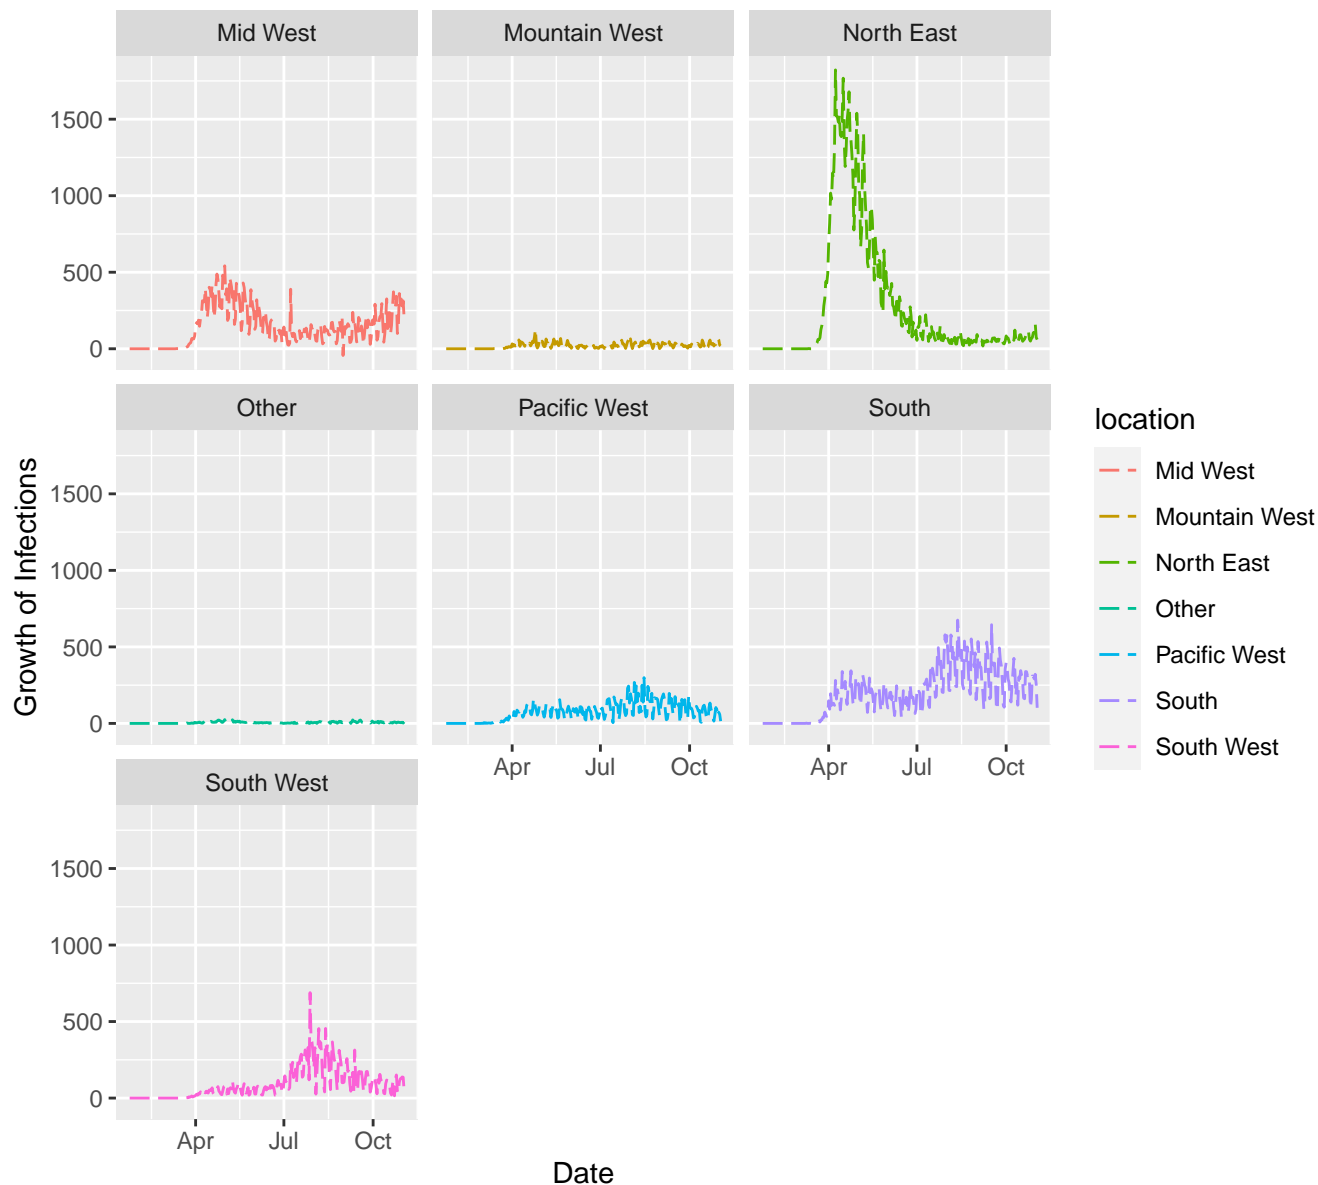 Mid West
Mountain West
North East
1500
1000
500
0
Other
Pacific West
South
1500
1000
500
0
Apr
Jul
Oct
Apr
Jul
Oct
South West
1500
1000
500
0
Apr
Jul
Oct
Growth of Infections
Date
location
Mid West
Mountain West
North East
Other
Pacific West
South
South West